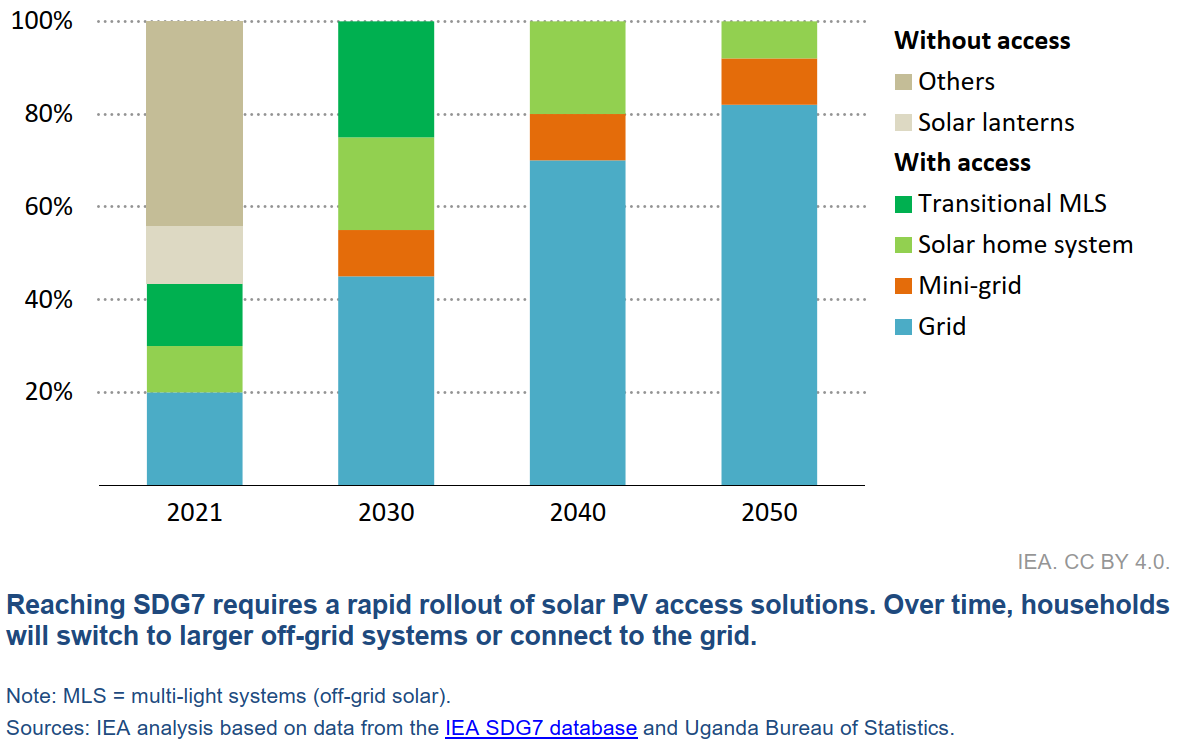 100%
80%
60%
40%
20%
2021
2030
2040
2050
Without access
Others
Solar lanterns
With access
Transitional MLS
Solar home system
Mini-grid
Grid
IEA. CC BY 4.0.
Reaching SDG7 requires a rapid rollout of solar PV access solutions. Over time, households
will switch to larger off-grid systems or connect to the grid.
Note: MLS = multi-light systems (off-grid solar).
Sources: IEA analysis based on data from the IEA SDG7 database and Uganda Bureau of Statistics.